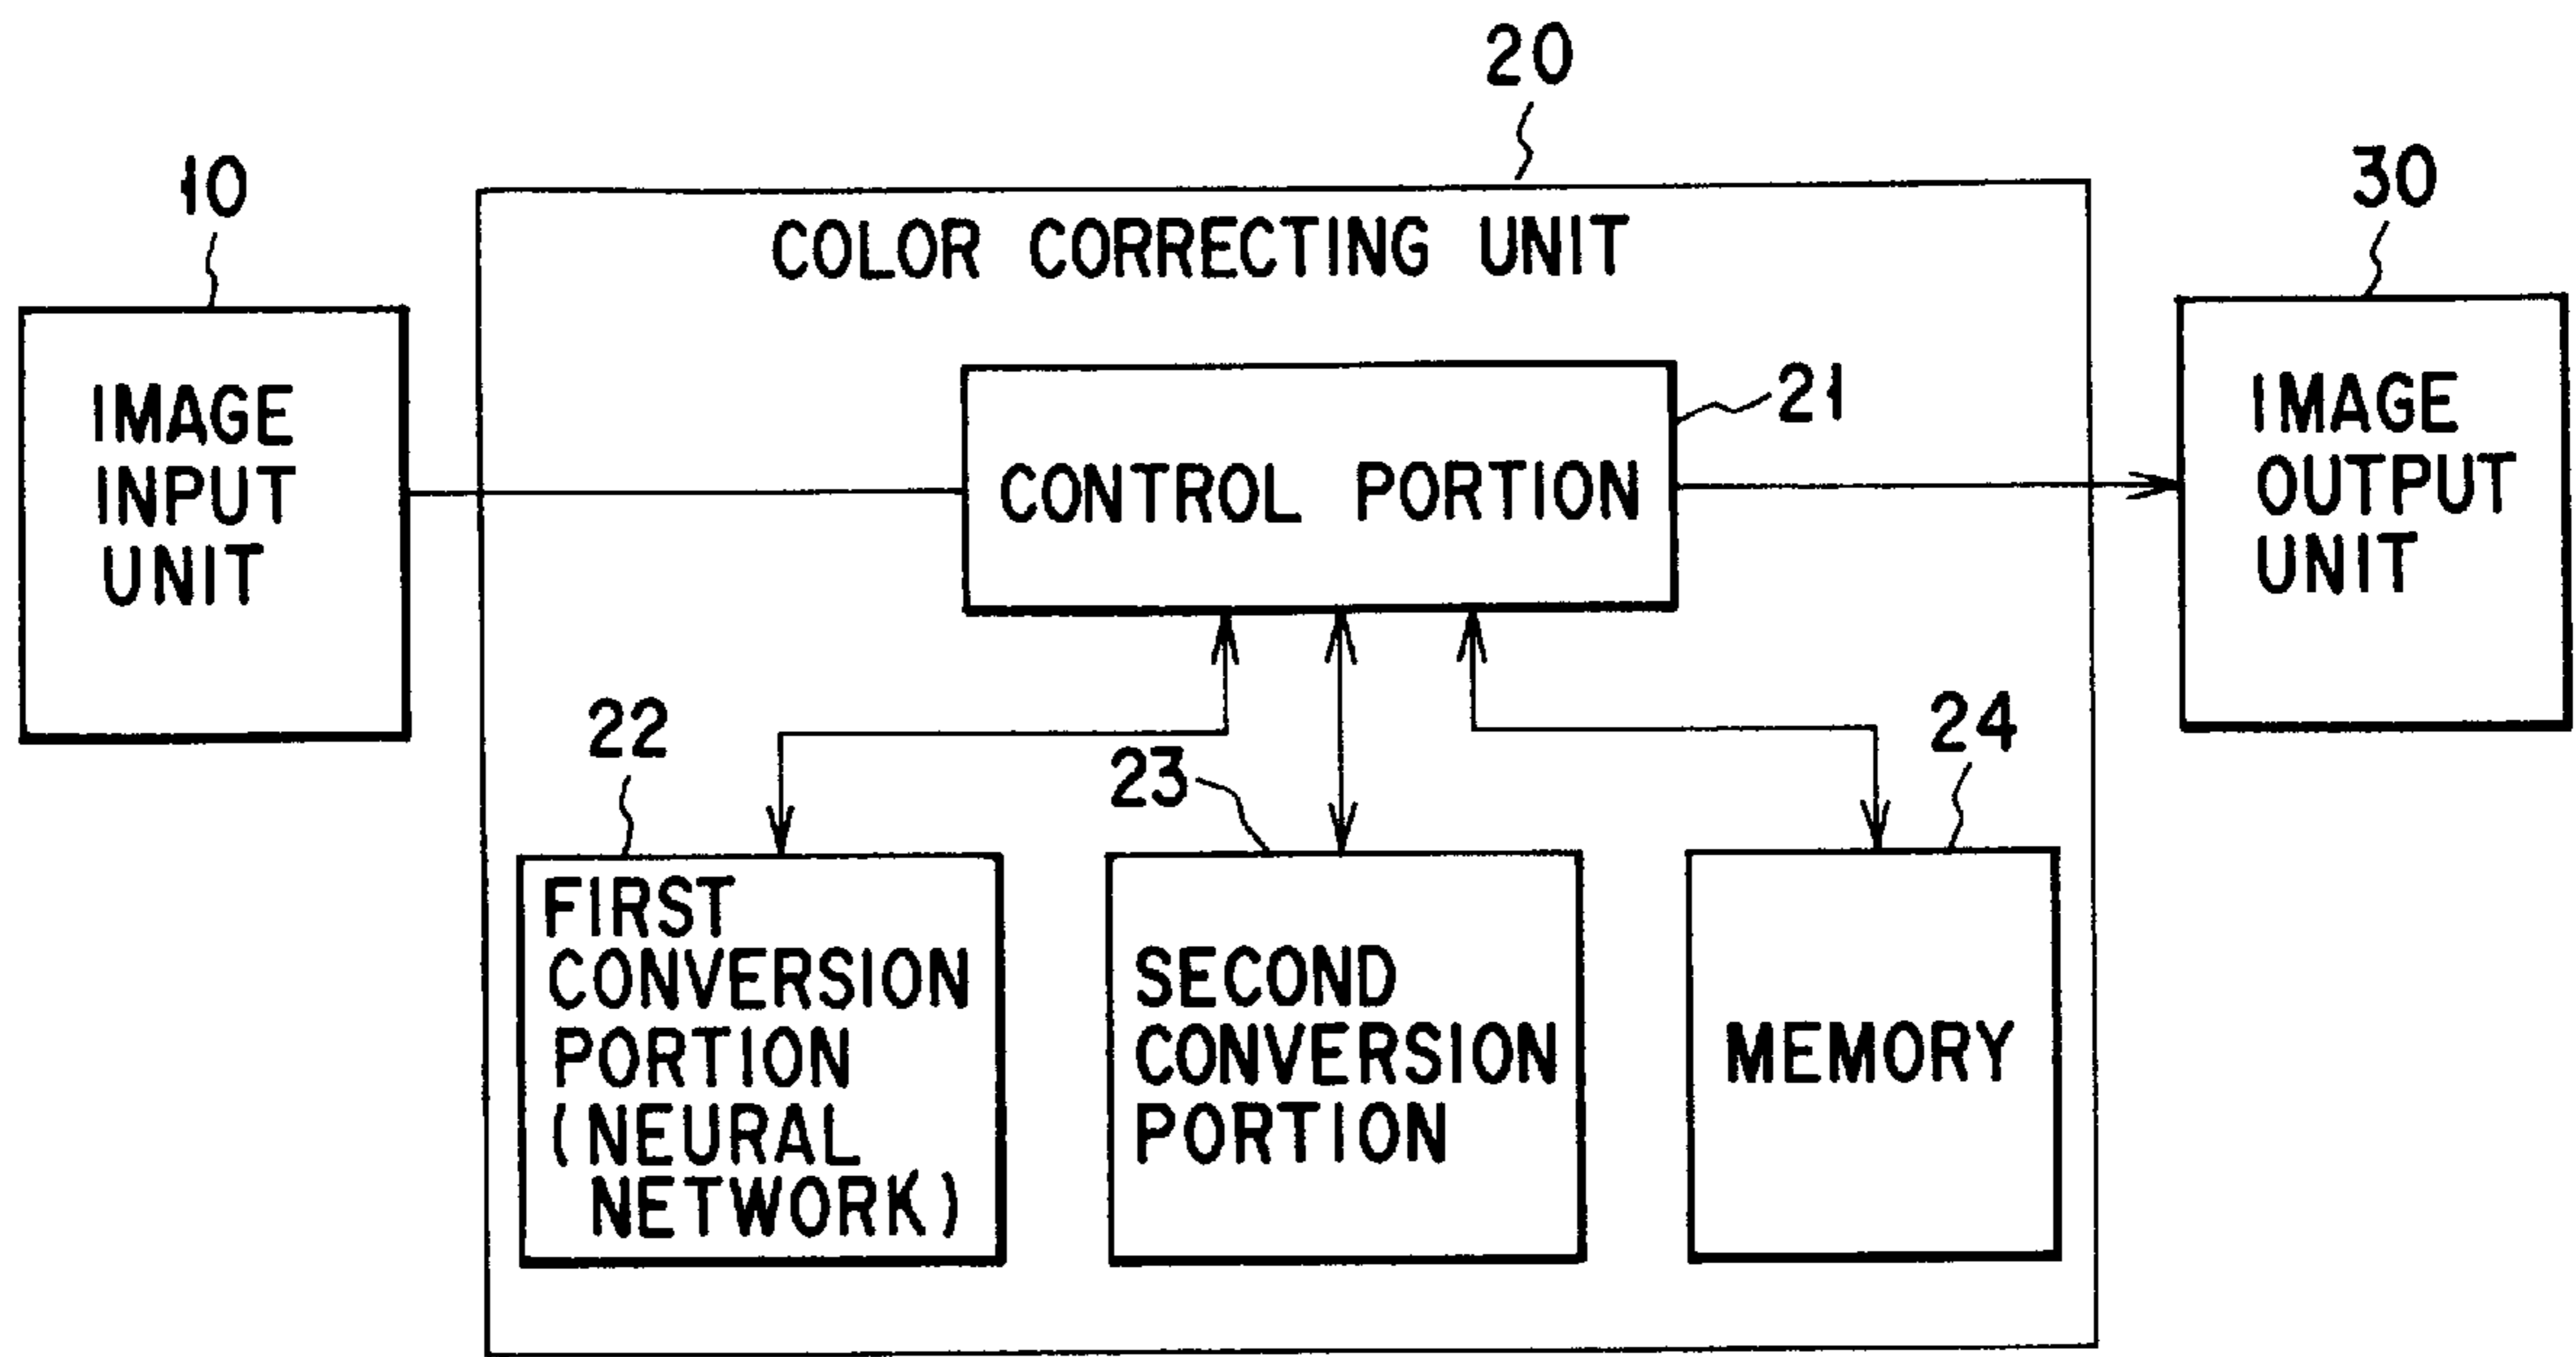 20
10
30
COLOR CORRECTING UNIT
IMAGE
INPUT
UNIT
21
CONTROL PORTION
IMAGE
OUTPUT
UNIT
22
23
24
FIRST
CONVERSION
PORTION
(NEURAL
NETWORK)
SECOND
CONVERSION
PORTION
MEMORY